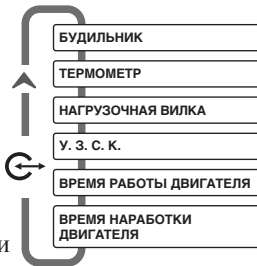 БУДИЛЬНИК
ТЕРМОМЕТР
НАГРУЗОЧНАЯ ВИЛКА
У. З. С. К.
ВРЕМЯ РАБОТЫ ДВИГАТЕЛЯ
ВРЕМЯ НАРАБОТКИ
ДВИГАТЕЛЯ
и